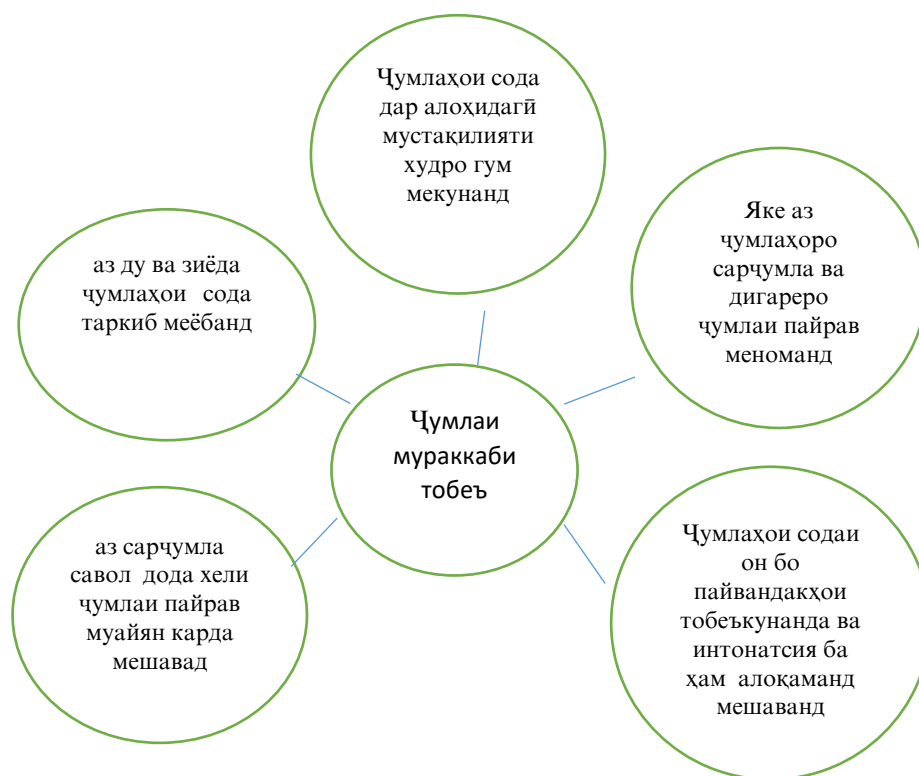 Ҷумлаҳои сода
дар алоҳидагӣ
мустақилияти
худро гум
мекунанд
Яке аз
ҷумлаҳоро
сарҷумла ва
дигареро
ҷумлаи пайрав
меноманд
аз ду ва зиёда
ҷумлаҳои сода
таркиб меёбанд
Ҷумлаи
мураккаби
тобеъ
аз сарҷумла
савол дода хели
ҷумлаи пайрав
муайян карда
мешавад
Ҷумлаҳои содаи
он бо
пайвандакҳои
тобеъкунанда ва
интонатсия ба
ҳам алоқаманд
мешаванд